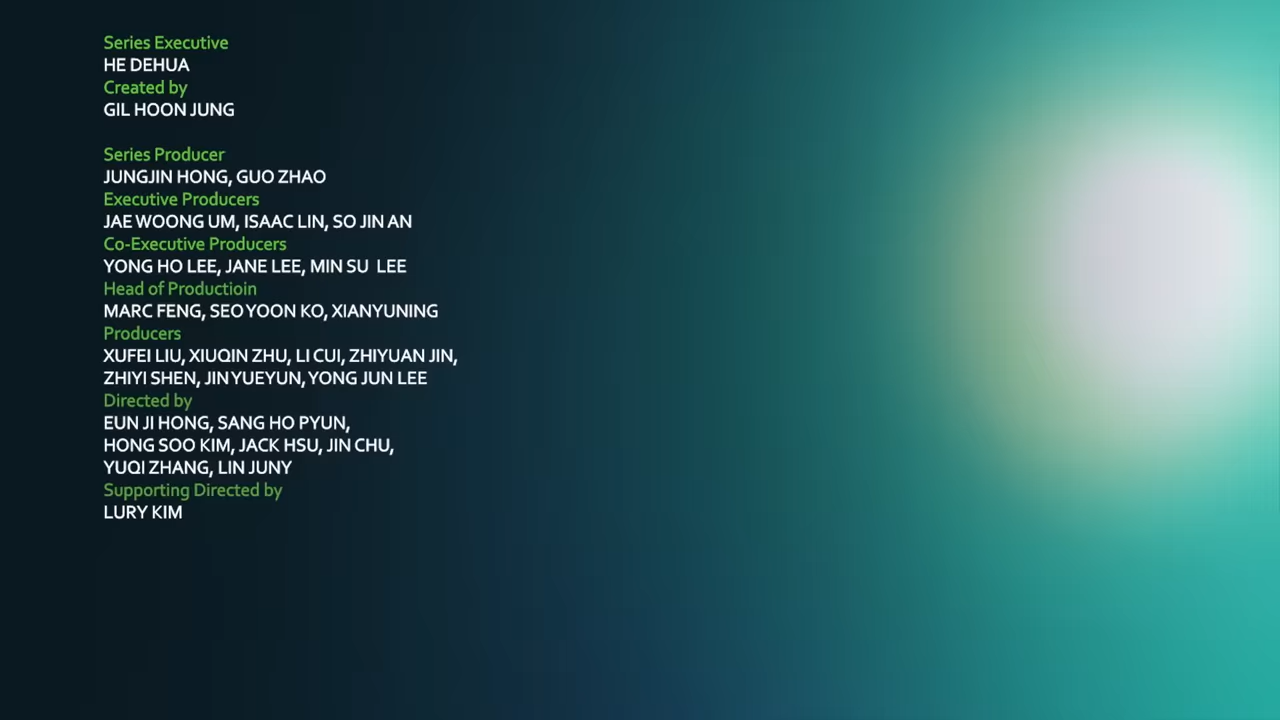 Series Executive
HE DEHUA
Created by
GIL HOON JUNG
Series Producer
JUNGJIN HONG, GUO ZHAO
Executive Producers
JAE WOONG UM, ISAAC LIN, SO JIN AN
Co-Executive Producers
YONG HO LEE, JANE LEE, MIN SU LEE
Head of Productioin
MARC FENG, SEO YOON KO, XIANYUNING
Producers
XUFEI LIU, XIUQIN ZHU, LI CUI, ZHIYUAN JIN,
ZHIYI SHEN, JIN YUEYUN, YONG JUN LEE
Directed by
EUN JI HONG, SANG HO PYUN,
HONG SOO KIM, JACK HSU, JIN CHU,
YUQI ZHANG, LIN JUNY
Supporting Directed by
LURY KIM